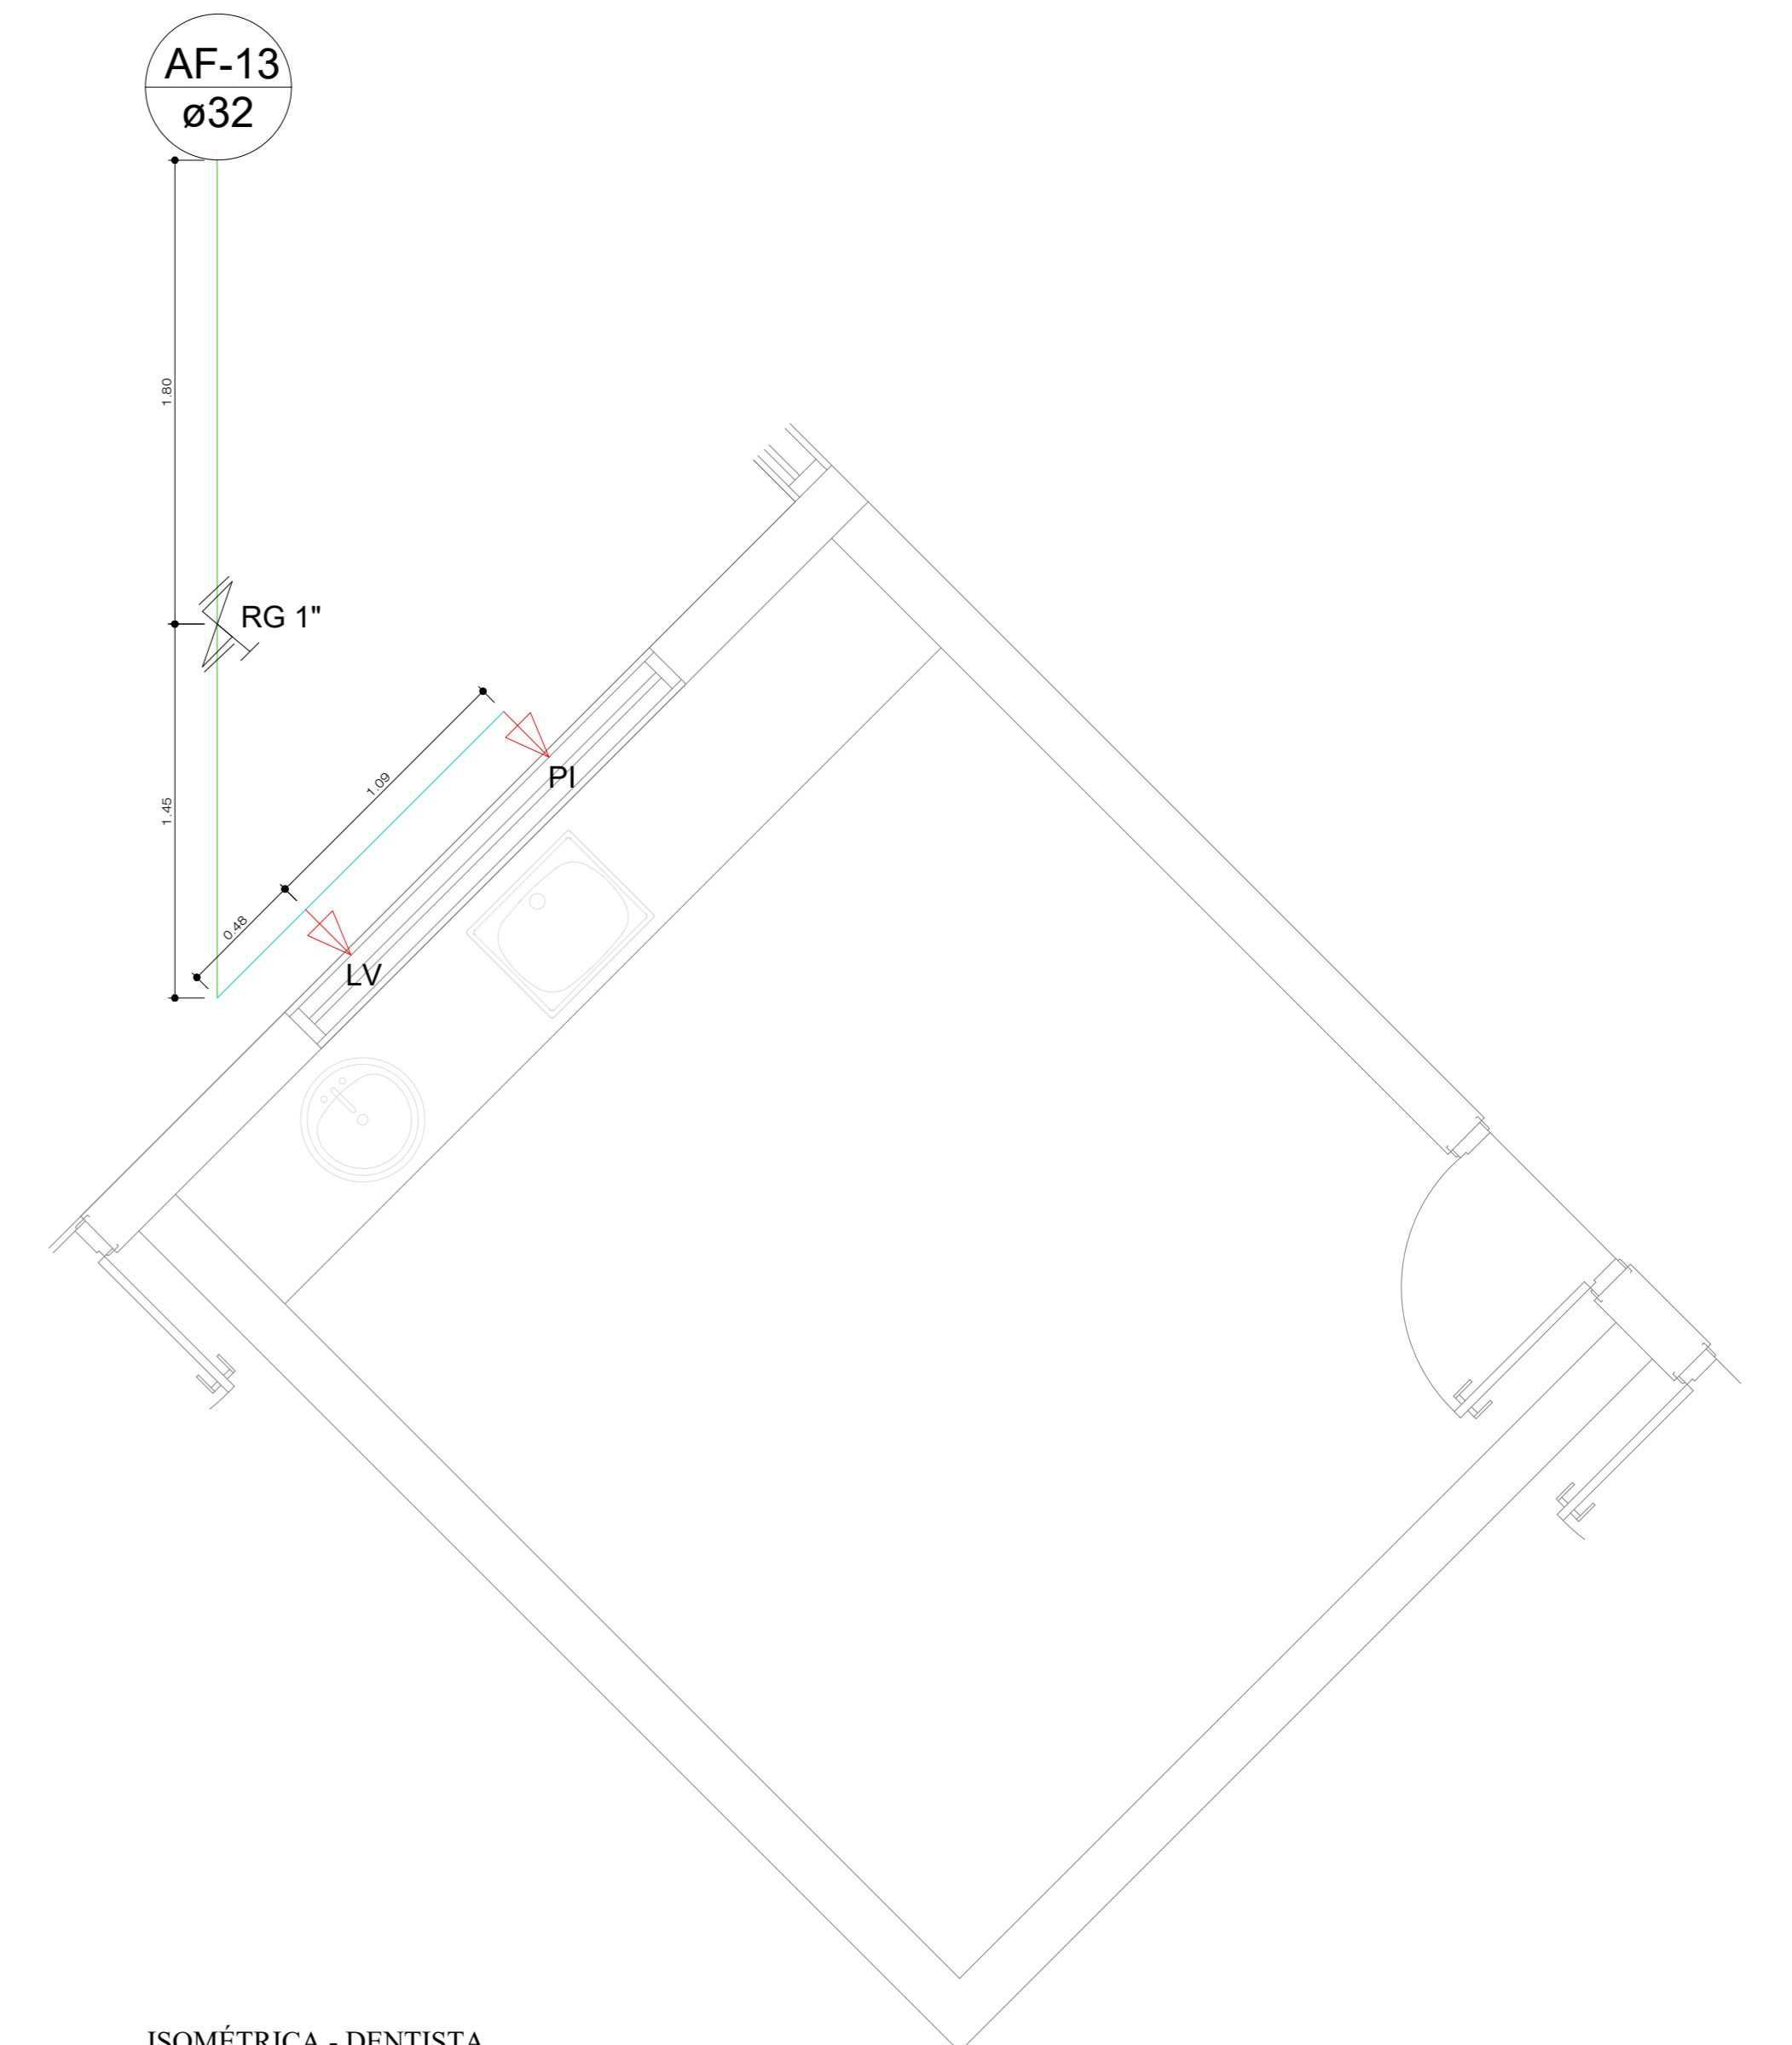 AF-13
ø32
1.80
RG 1"
1.09
PI
1.45
0.48
LV
ISOMÉTRICA - DENTISTA